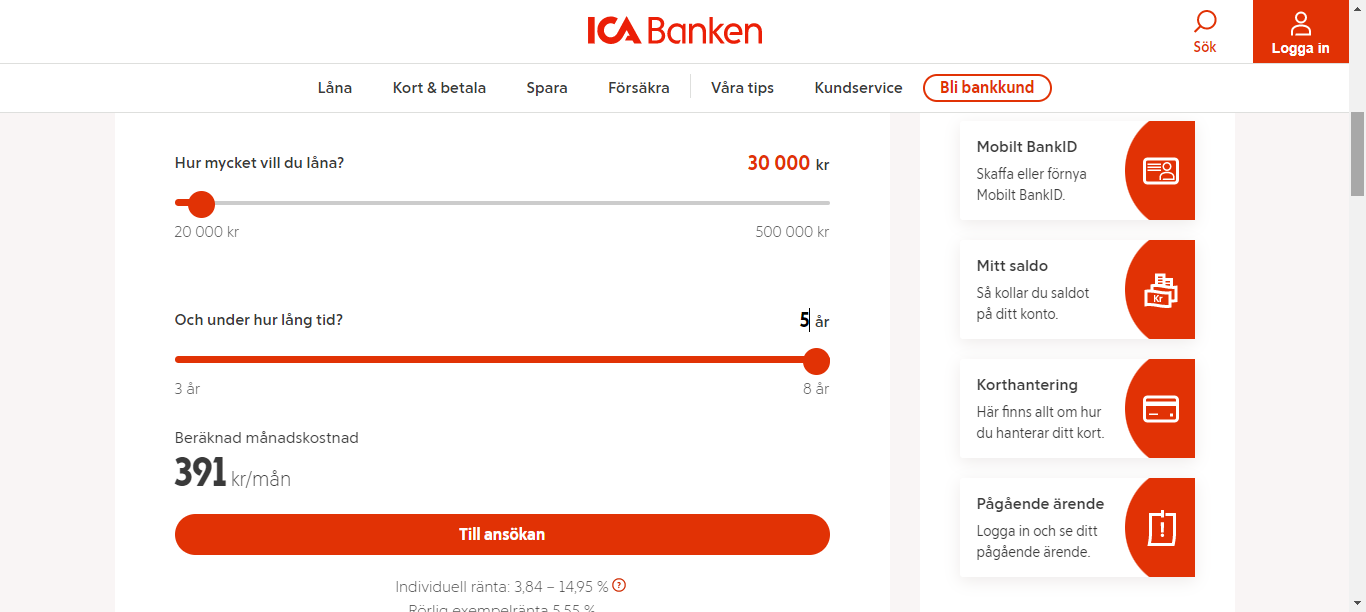 ICA Banken
Sök
Logga in
Låna
Kort & betala
Spara
Försäkra
Våra tips
Kundservice
Bli bankkund
Hur mycket vill du låna?
30 000 kr
20 000 kr
500 000 kr
Och under hur lång tid?
5 år
3 år
8 år
Beräknad månadskostnad
391 kr/mån
Till ansökan
Individuell ränta: 3,84 – 14,95 % ?
Rörlig exempelränta 5,55 %
Mobilt BankID
Skaffa eller förnya
Mobilt BankID.
Mitt saldo
Så kollar du saldot
på ditt konto.
Kr
Korthantering
Här finns allt om hur
du hanterar ditt kort.
Pågående ärende
Logga in och se ditt
pågående ärende.
!